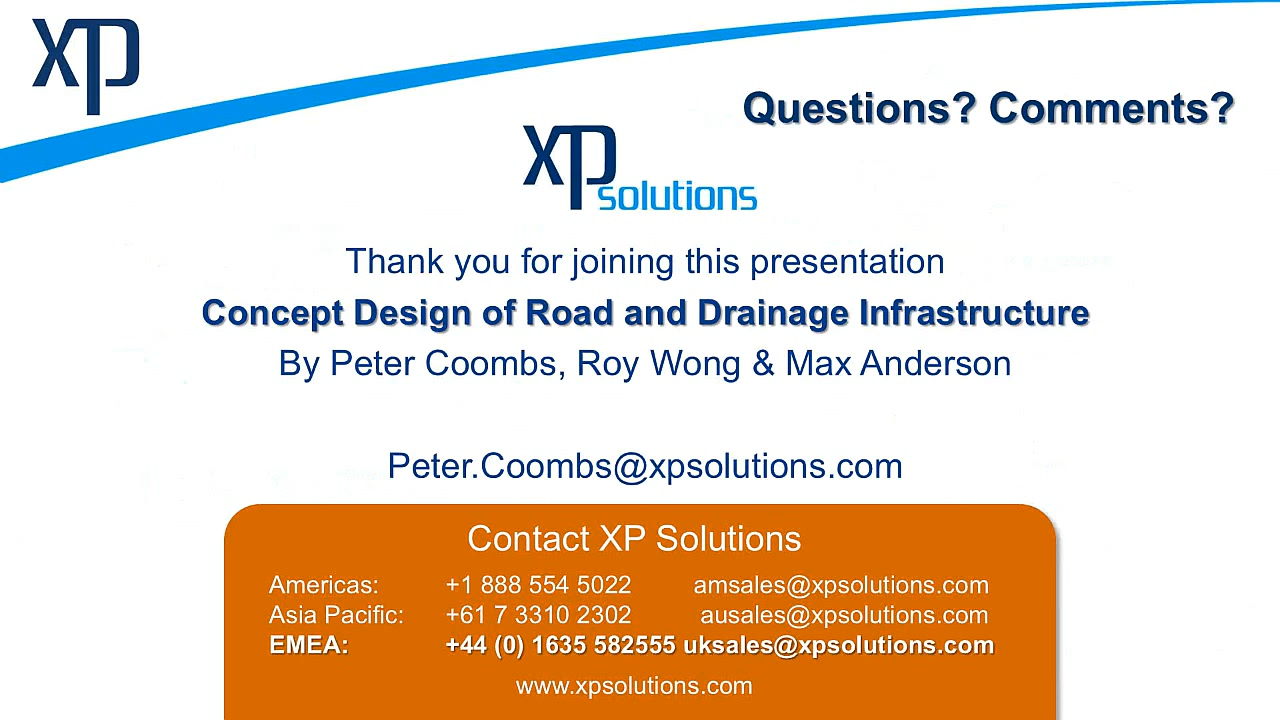 XP
Questions? Comments?
XP solutions
Thank you for joining this presentation
Concept Design of Road and Drainage Infrastructure
By Peter Coombs, Roy Wong & Max Anderson
Peter.Coombs@xpsolutions.com
Contact XP Solutions
Americas: +1 888 554 5022 amsales@xpsolutions.com
Asia Pacific: +61 7 3310 2302 ausales@xpsolutions.com
EMEA: +44 (0) 1635 582555 uksales@xpsolutions.com
www.xpsolutions.com